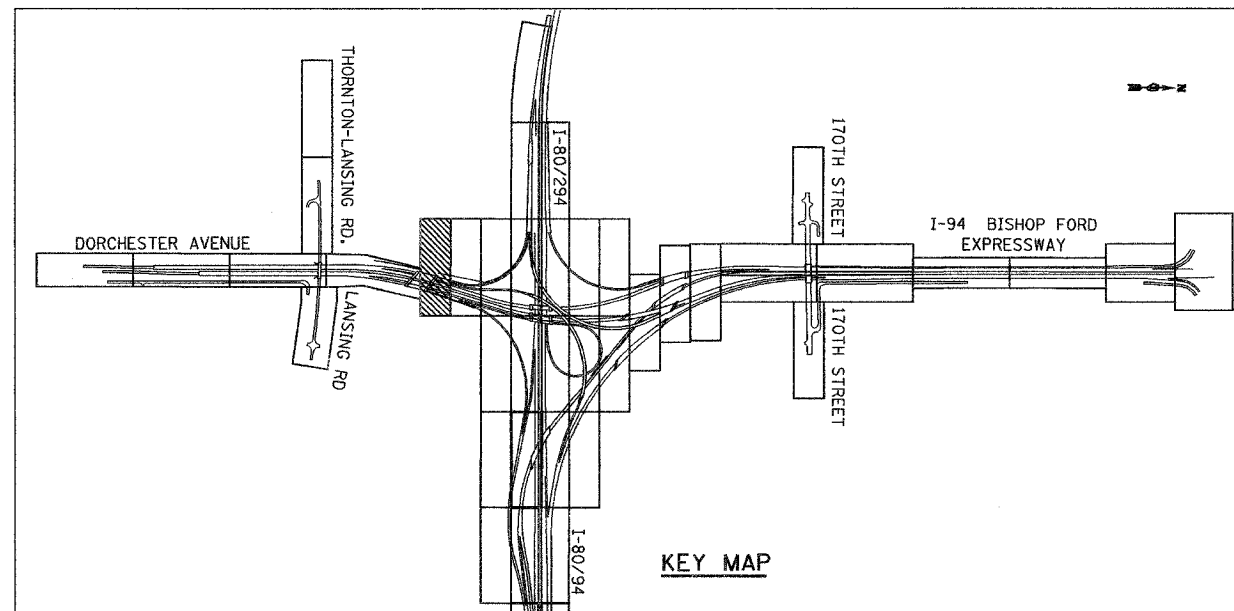 THORNTON-LANSING RD.
I-80/294
N
170TH STREET
I-94 BISHOP FORD
EXPRESSWAY
DORCHESTER AVENUE
LANSING RD
170TH STREET
I-80/94
KEY MAP